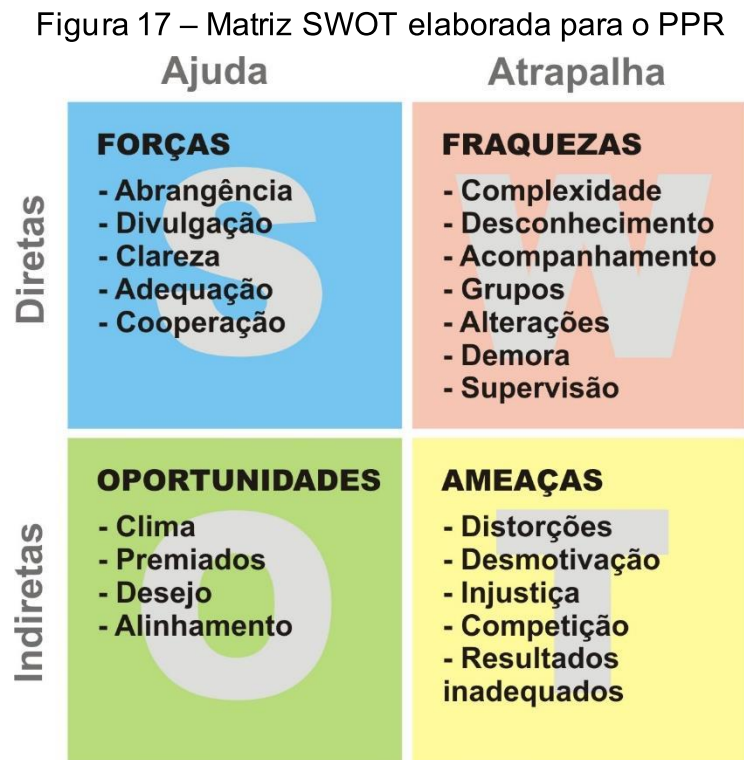 Figura 17 – Matriz SWOT elaborada para o PPR
Ajuda
Atrapalha
Diretas
FORÇAS
- Abrangência
- Divulgação
- Clareza
- Adequação
- Cooperação
S
FRAQUEZAS
- Complexidade
- Desconhecimento
- Acompanhamento
- Grupos
- Alterações
- Demora
- Supervisão
W
Indiretas
OPORTUNIDADES
- Clima
- Premiados
- Desejo
- Alinhamento
O
AMEAÇAS
- Distorções
- Desmotivação
- Injustiça
- Competição
- Resultados
inadequados
T